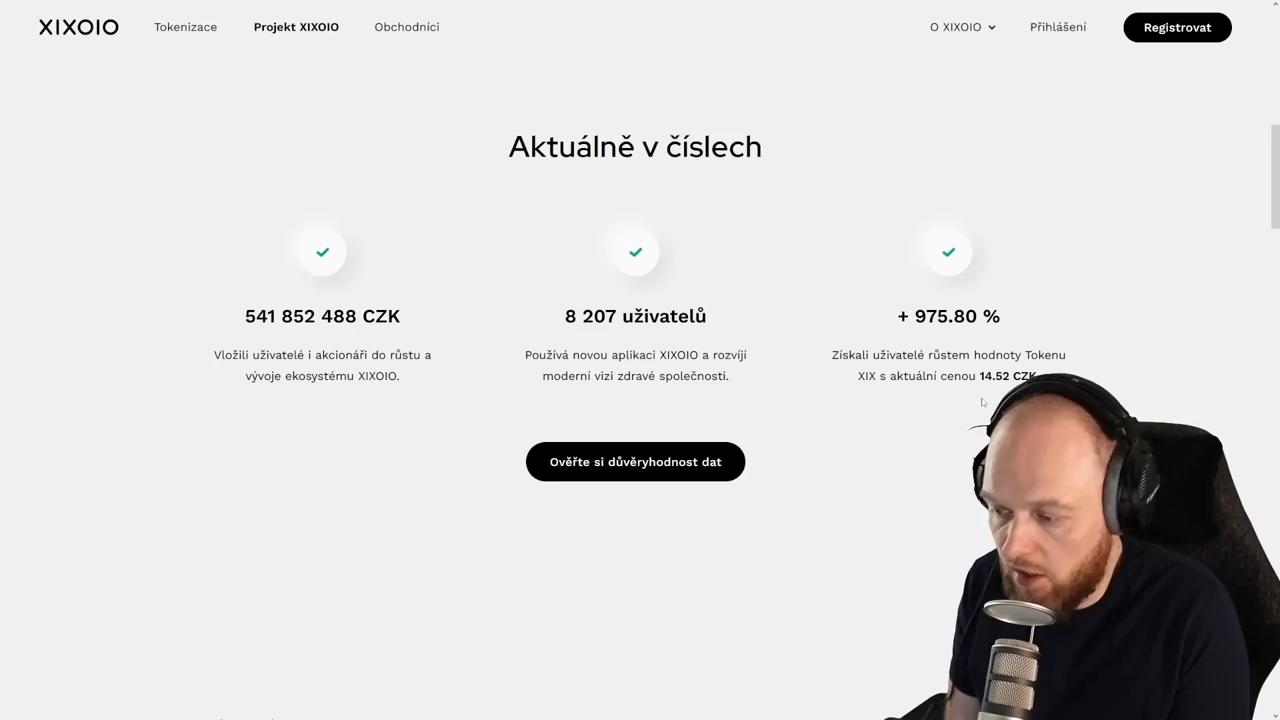 XIXOIO Tokenizace Projekt XIXOIO Obchodníci O XIXOIO Přihlášení Registrovat
Aktuálně v číslech
541 852 488 CZK
Vložili uživatelé i akcionáři do růstu a
vývoje ekosystému XIXOIO.
8 207 uživatelů
Používá novou aplikaci XIXOIO a rozvíjí
moderní vizi zdravé společnosti.
+ 975.80 %
Získali uživatelé růstem hodnoty Tokenu
XIX s aktuální cenou 14.52 CZK
Ověřte si důvěryhodnost dat